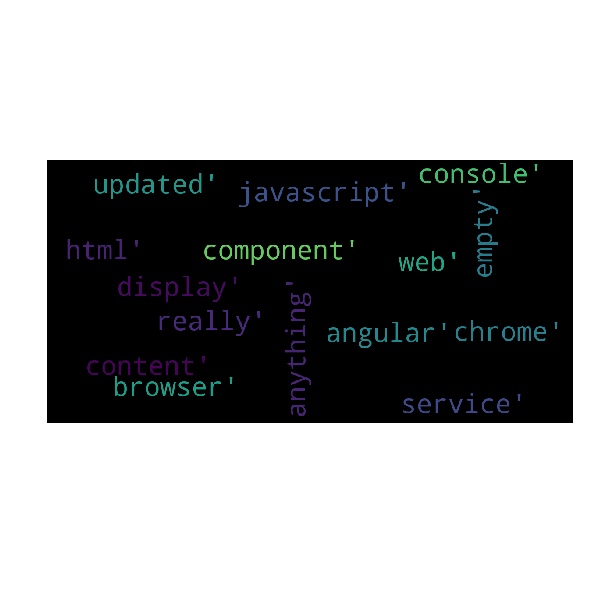 console'
updated'
javascript'
empty'
html'
component'
web'
display'
really'
anything'
angular'
chrome'
content'
browser'
service'